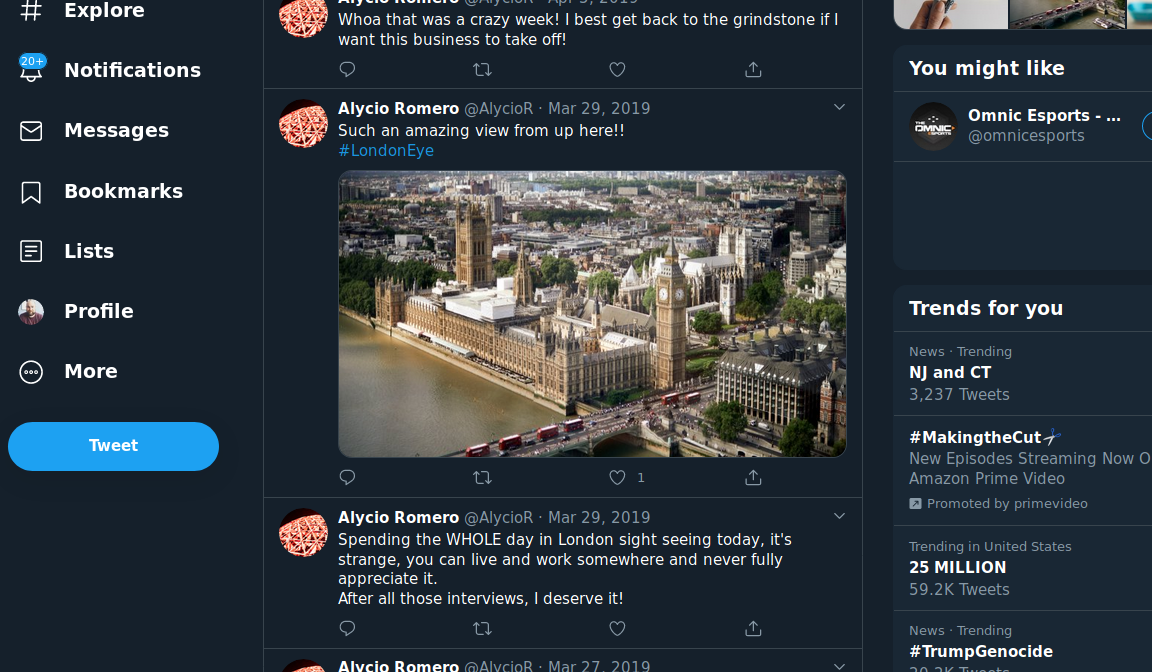 Explore
20+
Notifications
Messages
Bookmarks
Lists
Profile
More
Tweet
Alycio Romero @AlycioR · Apr 5, 2019
Whoa that was a crazy week! I best get back to the grindstone if I
want this business to take off!
Alycio Romero @AlycioR · Mar 29, 2019
Such an amazing view from up here!!
#LondonEye
1
Alycio Romero @AlycioR · Mar 29, 2019
Spending the WHOLE day in London sight seeing today, it's
strange, you can live and work somewhere and never fully
appreciate it.
After all those interviews, I deserve it!
Alycio Romero @AlycioR · Mar 27, 2019
You might like
THE OMNIC ESPORTS
Omnic Esports - ...
@omnicesports
Trends for you
News · Trending
NJ and CT
3,237 Tweets
#MakingtheCut
New Episodes Streaming Now O
Amazon Prime Video
Promoted by primevideo
Trending in United States
25 MILLION
59.2K Tweets
News · Trending
#TrumpGenocide
Tweets